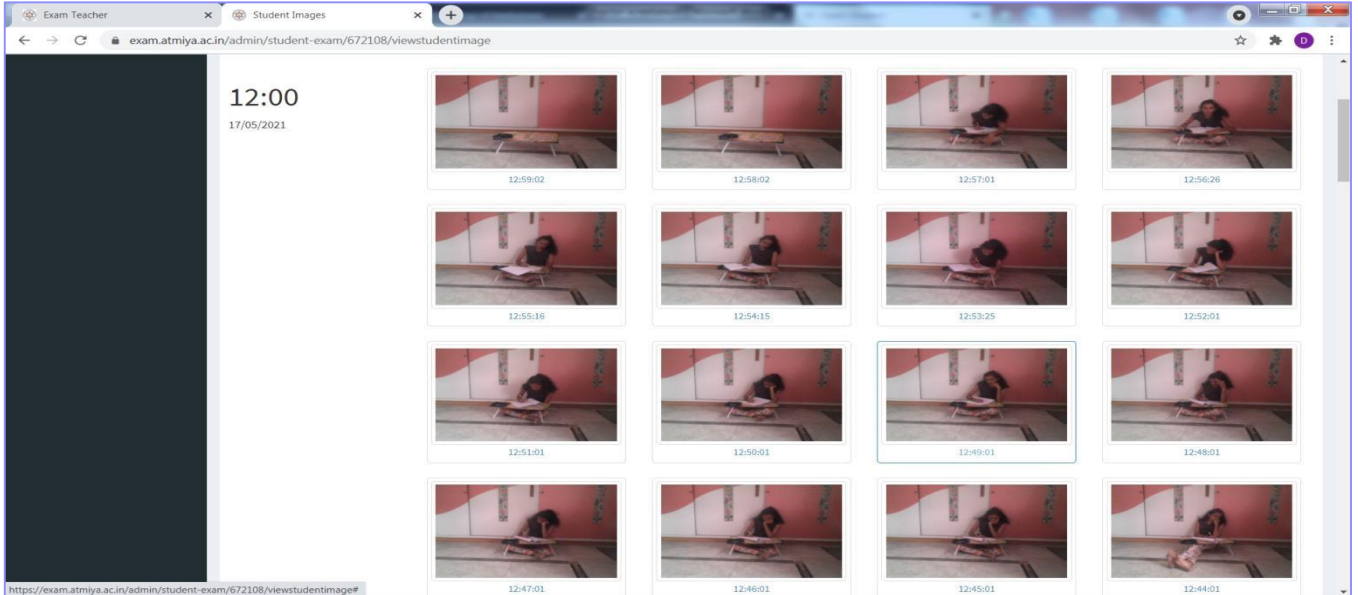 Exam Teacher
Student Images
exam.atmiya.ac.in/admin/student-exam/672108/viewstudentimage
D
12:00
17/05/2021
12:59:02 12:58:02 12:57:01 12:56:26
12:55:16 12:54:15 12:53:25 12:52:01
12:51:01 12:50:01 12:49:01 12:48:01
12:47:01 12:46:01 12:45:01 12:44:01
https://exam.atmiya.ac.in/admin/student-exam/672108/viewstudentimage#